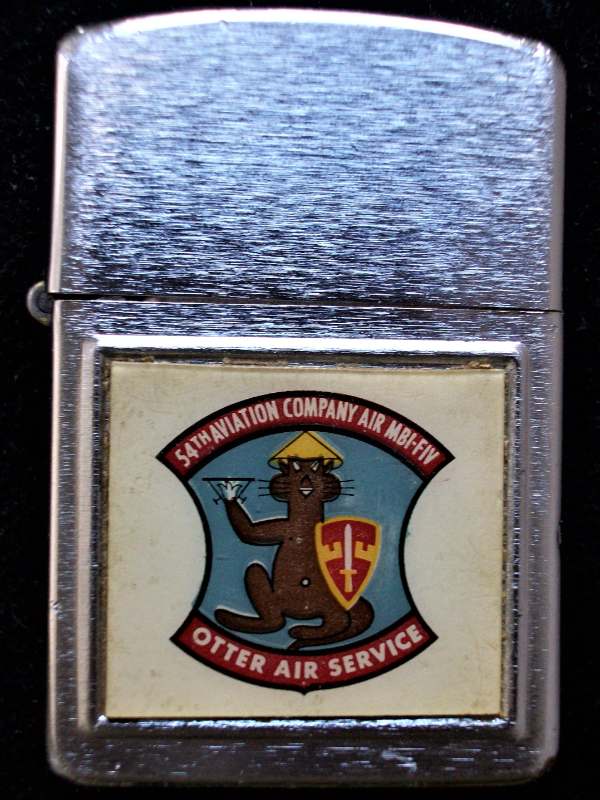 54TH AVIATION COMPANY AIR MBI-FIV
OTTER AIR SERVICE